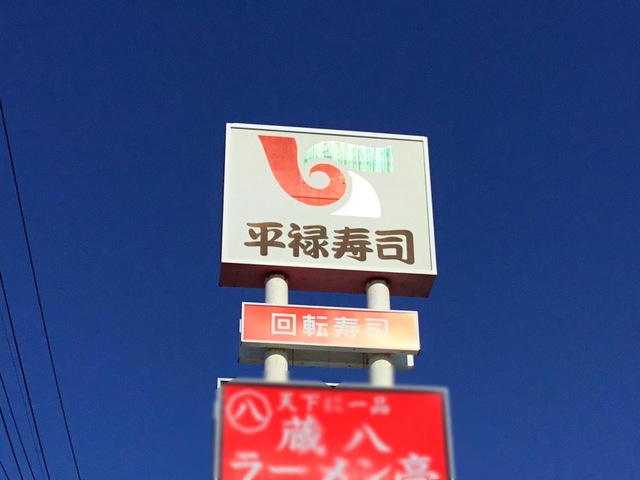 平禄寿司
回転寿司
八 天下に一品
蔵八
ラーメン亭